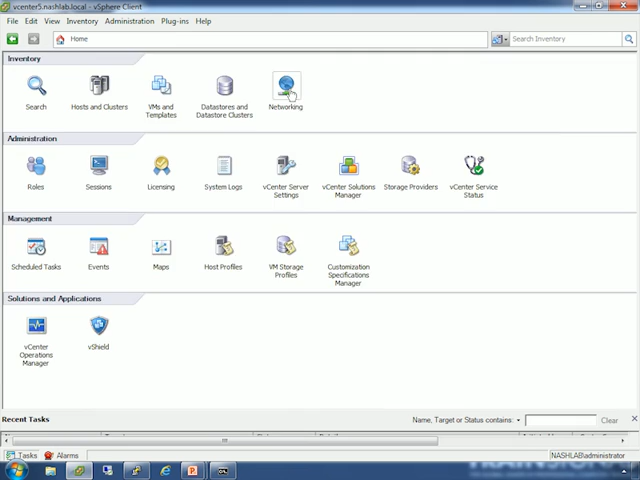 vcenter5.nashlab.local - vSphere Client
File Edit View Inventory Administration Plug-ins Help
Home
Search Inventory
Inventory
Search
Hosts and Clusters
VMs and Templates
Datastores and Datastore Clusters
Networking
Administration
Roles
Sessions
Licensing
System Logs
vCenter Server Settings
vCenter Solutions Manager
Storage Providers
vCenter Service Status
Management
Scheduled Tasks
Events
Maps
Host Profiles
VM Storage Profiles
Customization Specifications Manager
Solutions and Applications
vCenter Operations Manager
vShield
Recent Tasks
Name, Target or Status contains:
Clear
Tasks
Alarms
NASHLAB\administrator